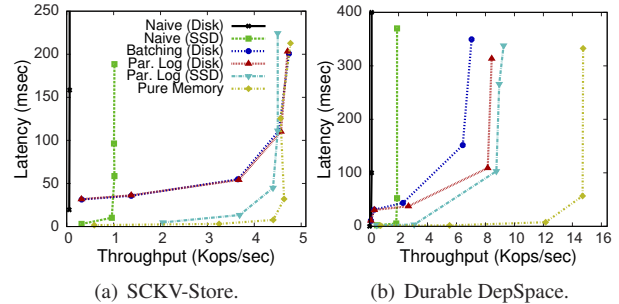 250
200
150
100
50
0
Latency (msec)
Naive (Disk)
Naive (SSD)
Batching (Disk)
Par. Log (Disk)
Par. Log (SSD)
Pure Memory
0 1 2 3 4 5
Throughput (Kops/sec)
(a) SCKV-Store.
400
300
200
100
0
Latency (msec)
0 2 4 6 8 10 12 14 16
Throughput (Kops/sec)
(b) Durable DepSpace.